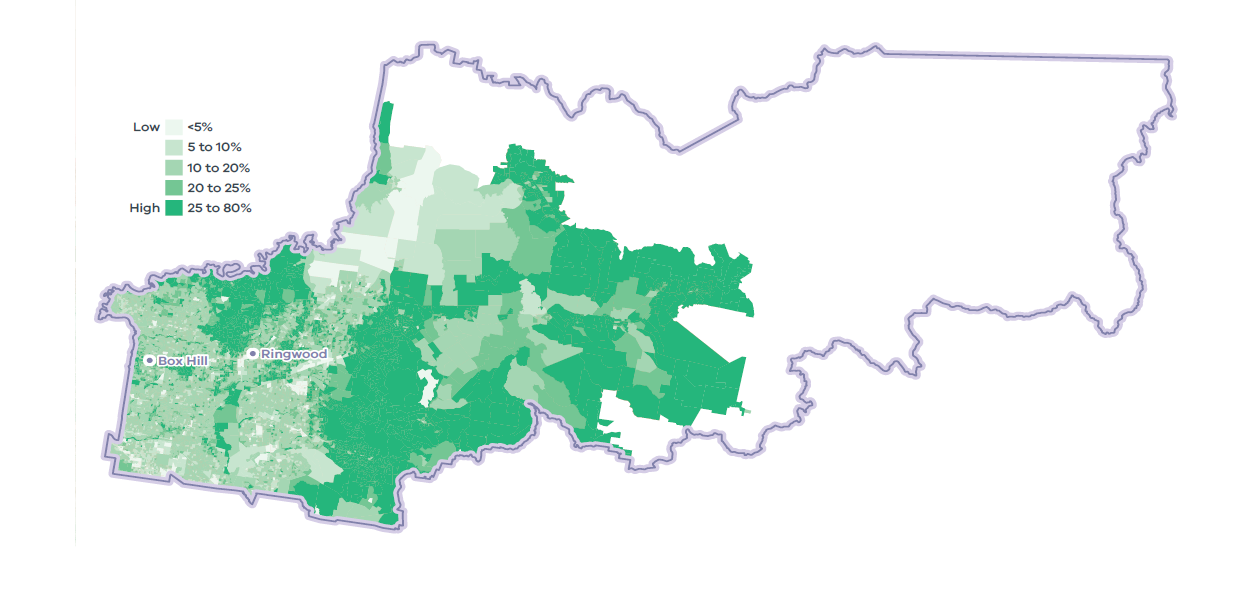 Low <5%
5 to 10%
10 to 20%
20 to 25%
High 25 to 80%
Ringwood
Box Hill